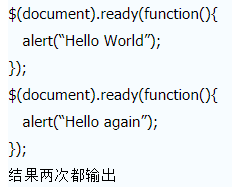 $(document).ready(function(){
alert(“Hello World”);
});
$(document).ready(function(){
alert(“Hello again”);
});
结果两次都输出